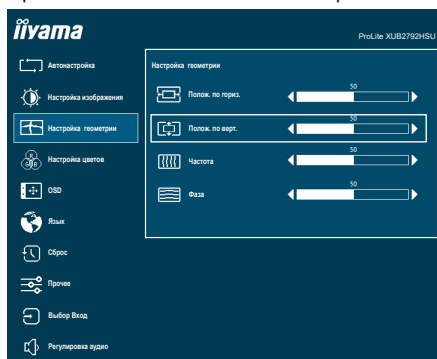 iiyama
ProLite XUB2792HSU
Автонастройка
Настройка изображения
Настройка геометрии
Настройка цветов
OSD
Язык
Сброс
Прочее
Выбор Вход
Регулировка аудио
Настройка геометрии
Полож. по гориз.
50
Полож. по верт.
50
Частота
50
Фаза
50